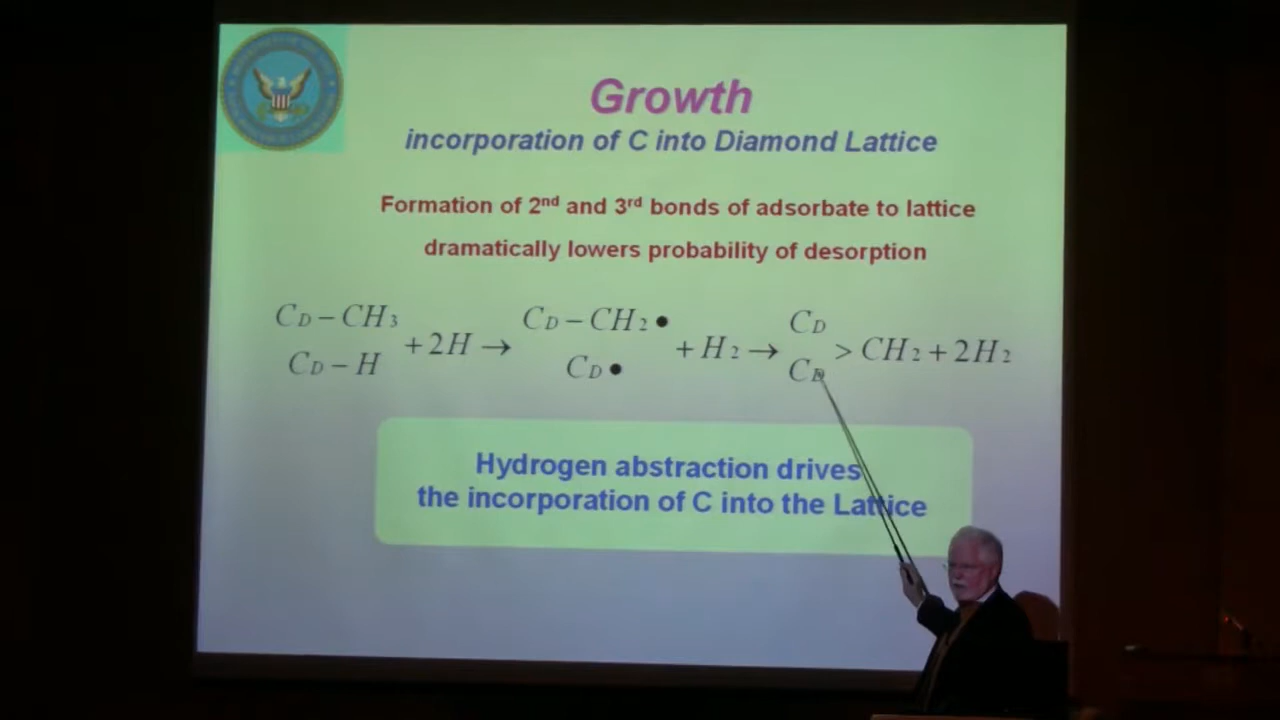 Growth
incorporation of C into Diamond Lattice
Formation of 2nd and 3rd bonds of adsorbate to lattice
dramatically lowers probability of desorption
CD – CH3 + 2H → CD – CH2 • + H2 → CD > CH2 + 2H2
CD – H CD • CD
Hydrogen abstraction drives
the incorporation of C into the Lattice